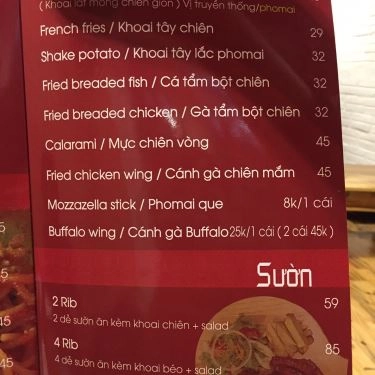 ( Khoai lát mỏng chiên giòn ) Vị truyền thống/phomai
French fries / Khoai tây chiên 29
Shake potato / Khoai tây lắc phomai 32
Fried breaded fish / Cá tẩm bột chiên 32
Fried breaded chicken / Gà tẩm bột chiên 32
Calarami / Mực chiên vòng 45
Fried chicken wing / Cánh gà chiên mắm 45
Mozzazella stick / Phomai que 8k/1 cái
Buffalo wing / Cánh gà Buffalo 25k/1 cái ( 2 cái 45k )
Sườn
2 Rib 59
2 dẻ sườn ăn kèm khoai chiên + salad
4 Rib 85
4 dẻ sườn ăn kèm khoai béo + salad
45
45